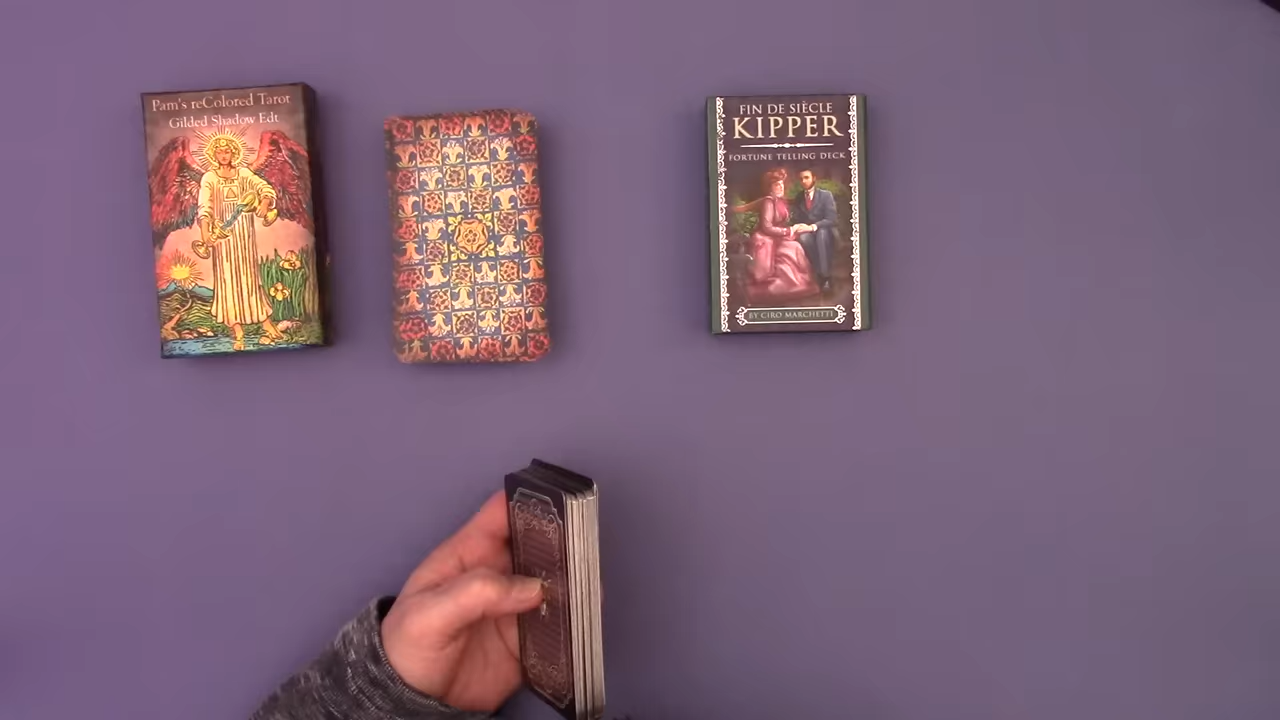 Pam's reColored Tarot
Gilded Shadow Edt
FIN DE SIÈCLE
KIPPER
FORTUNE TELLING DECK
BY CIRO MARCHETTI